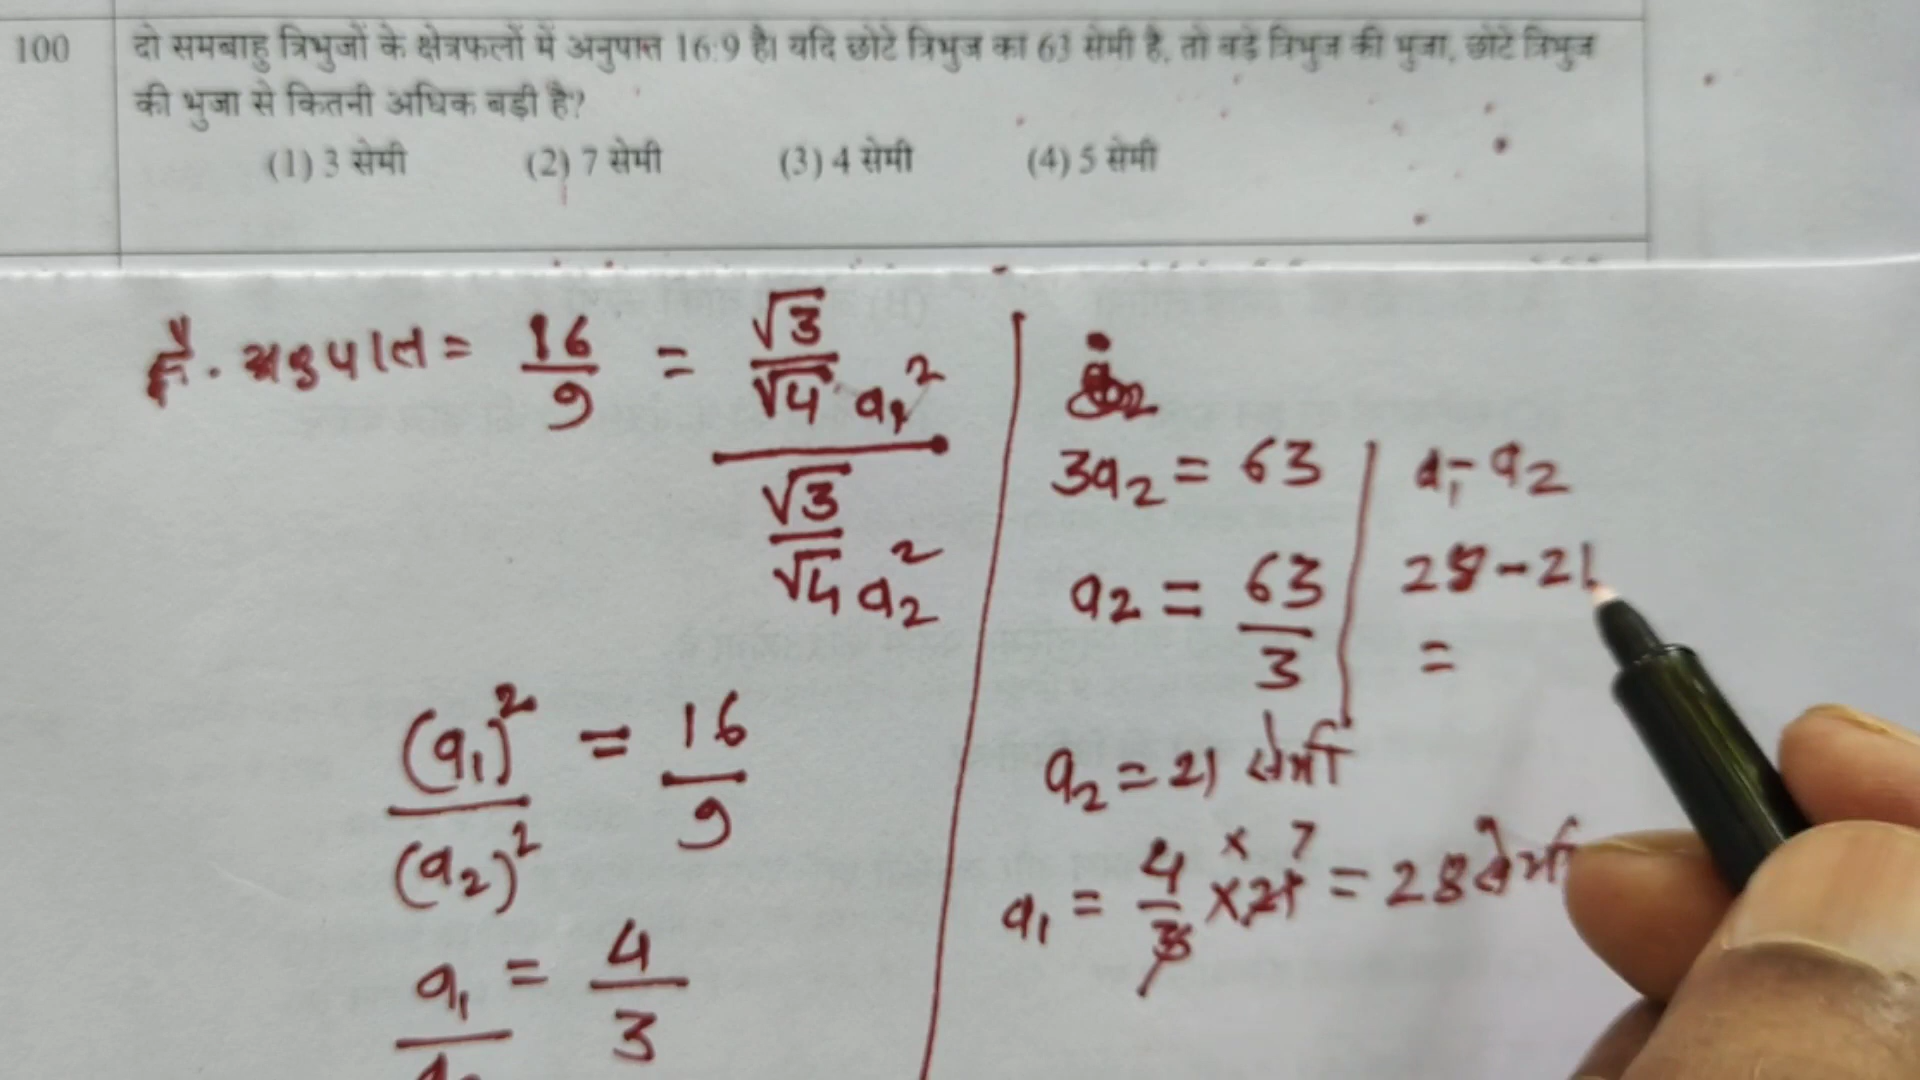 100 दो समबाहु त्रिभुजों के क्षेत्रफलों में अनुपात 16:9 है। यदि छोटे त्रिभुज का 63 सेमी है, तो बड़े त्रिभुज की भुजा, छोटे त्रिभुज
की भुजा से कितनी अधिक बड़ी है?
(1) 3 सेमी (2) 7 सेमी (3) 4 सेमी (4) 5 सेमी
क्षे. अनुपात = 16/9 = √3/√4 a₁² / √3/√4 a₂²
(a₁)²/(a₂)² = 16/9
a₁/a₂ = 4/3
3a₂ = 63
a₂ = 63/3
a₂ = 21 सेमी
a₁ = 4/3 × 21 7 = 28 सेमी
a₁ - a₂
28 - 21
=